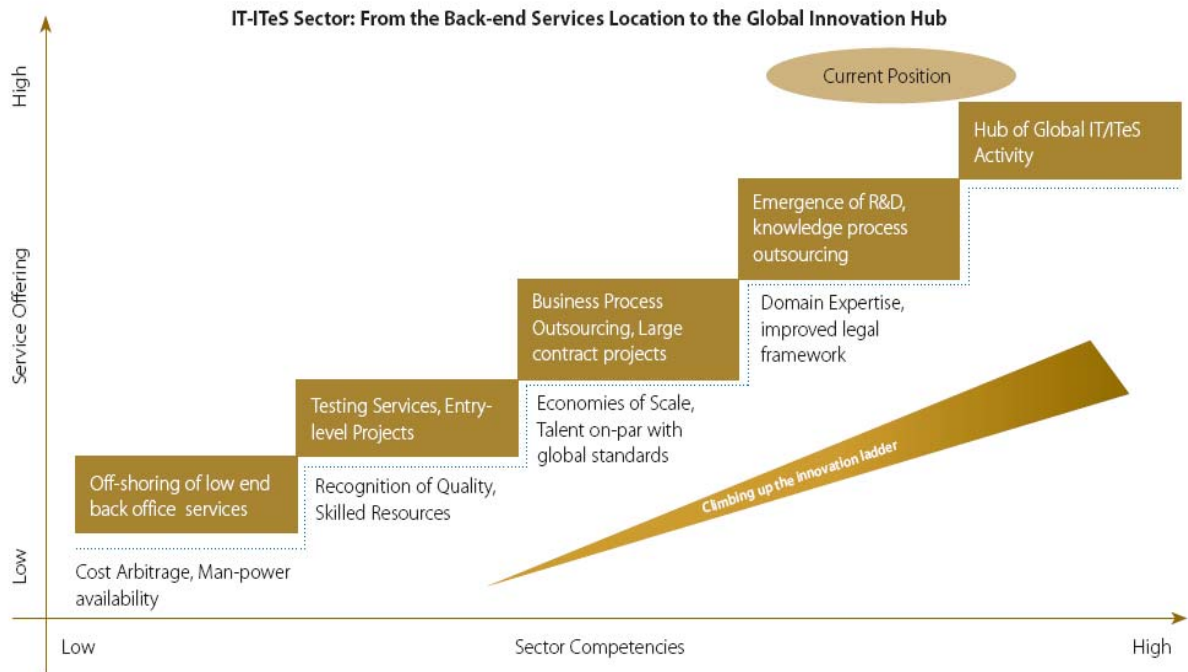 IT-ITeS Sector: From the Back-end Services Location to the Global Innovation Hub
High
Service Offering
Low
Current Position
Hub of Global IT/ITeS
Activity
Emergence of R&D,
knowledge process
outsourcing
Domain Expertise,
improved legal
framework
Business Process
Outsourcing, Large
contract projects
Economies of Scale,
Talent on-par with
global standards
Testing Services, Entry-
level Projects
Recognition of Quality,
Skilled Resources
Off-shoring of low end
back office services
Cost Arbitrage, Man-power
availability
Climbing up the innovation ladder
Low
Sector Competencies
High